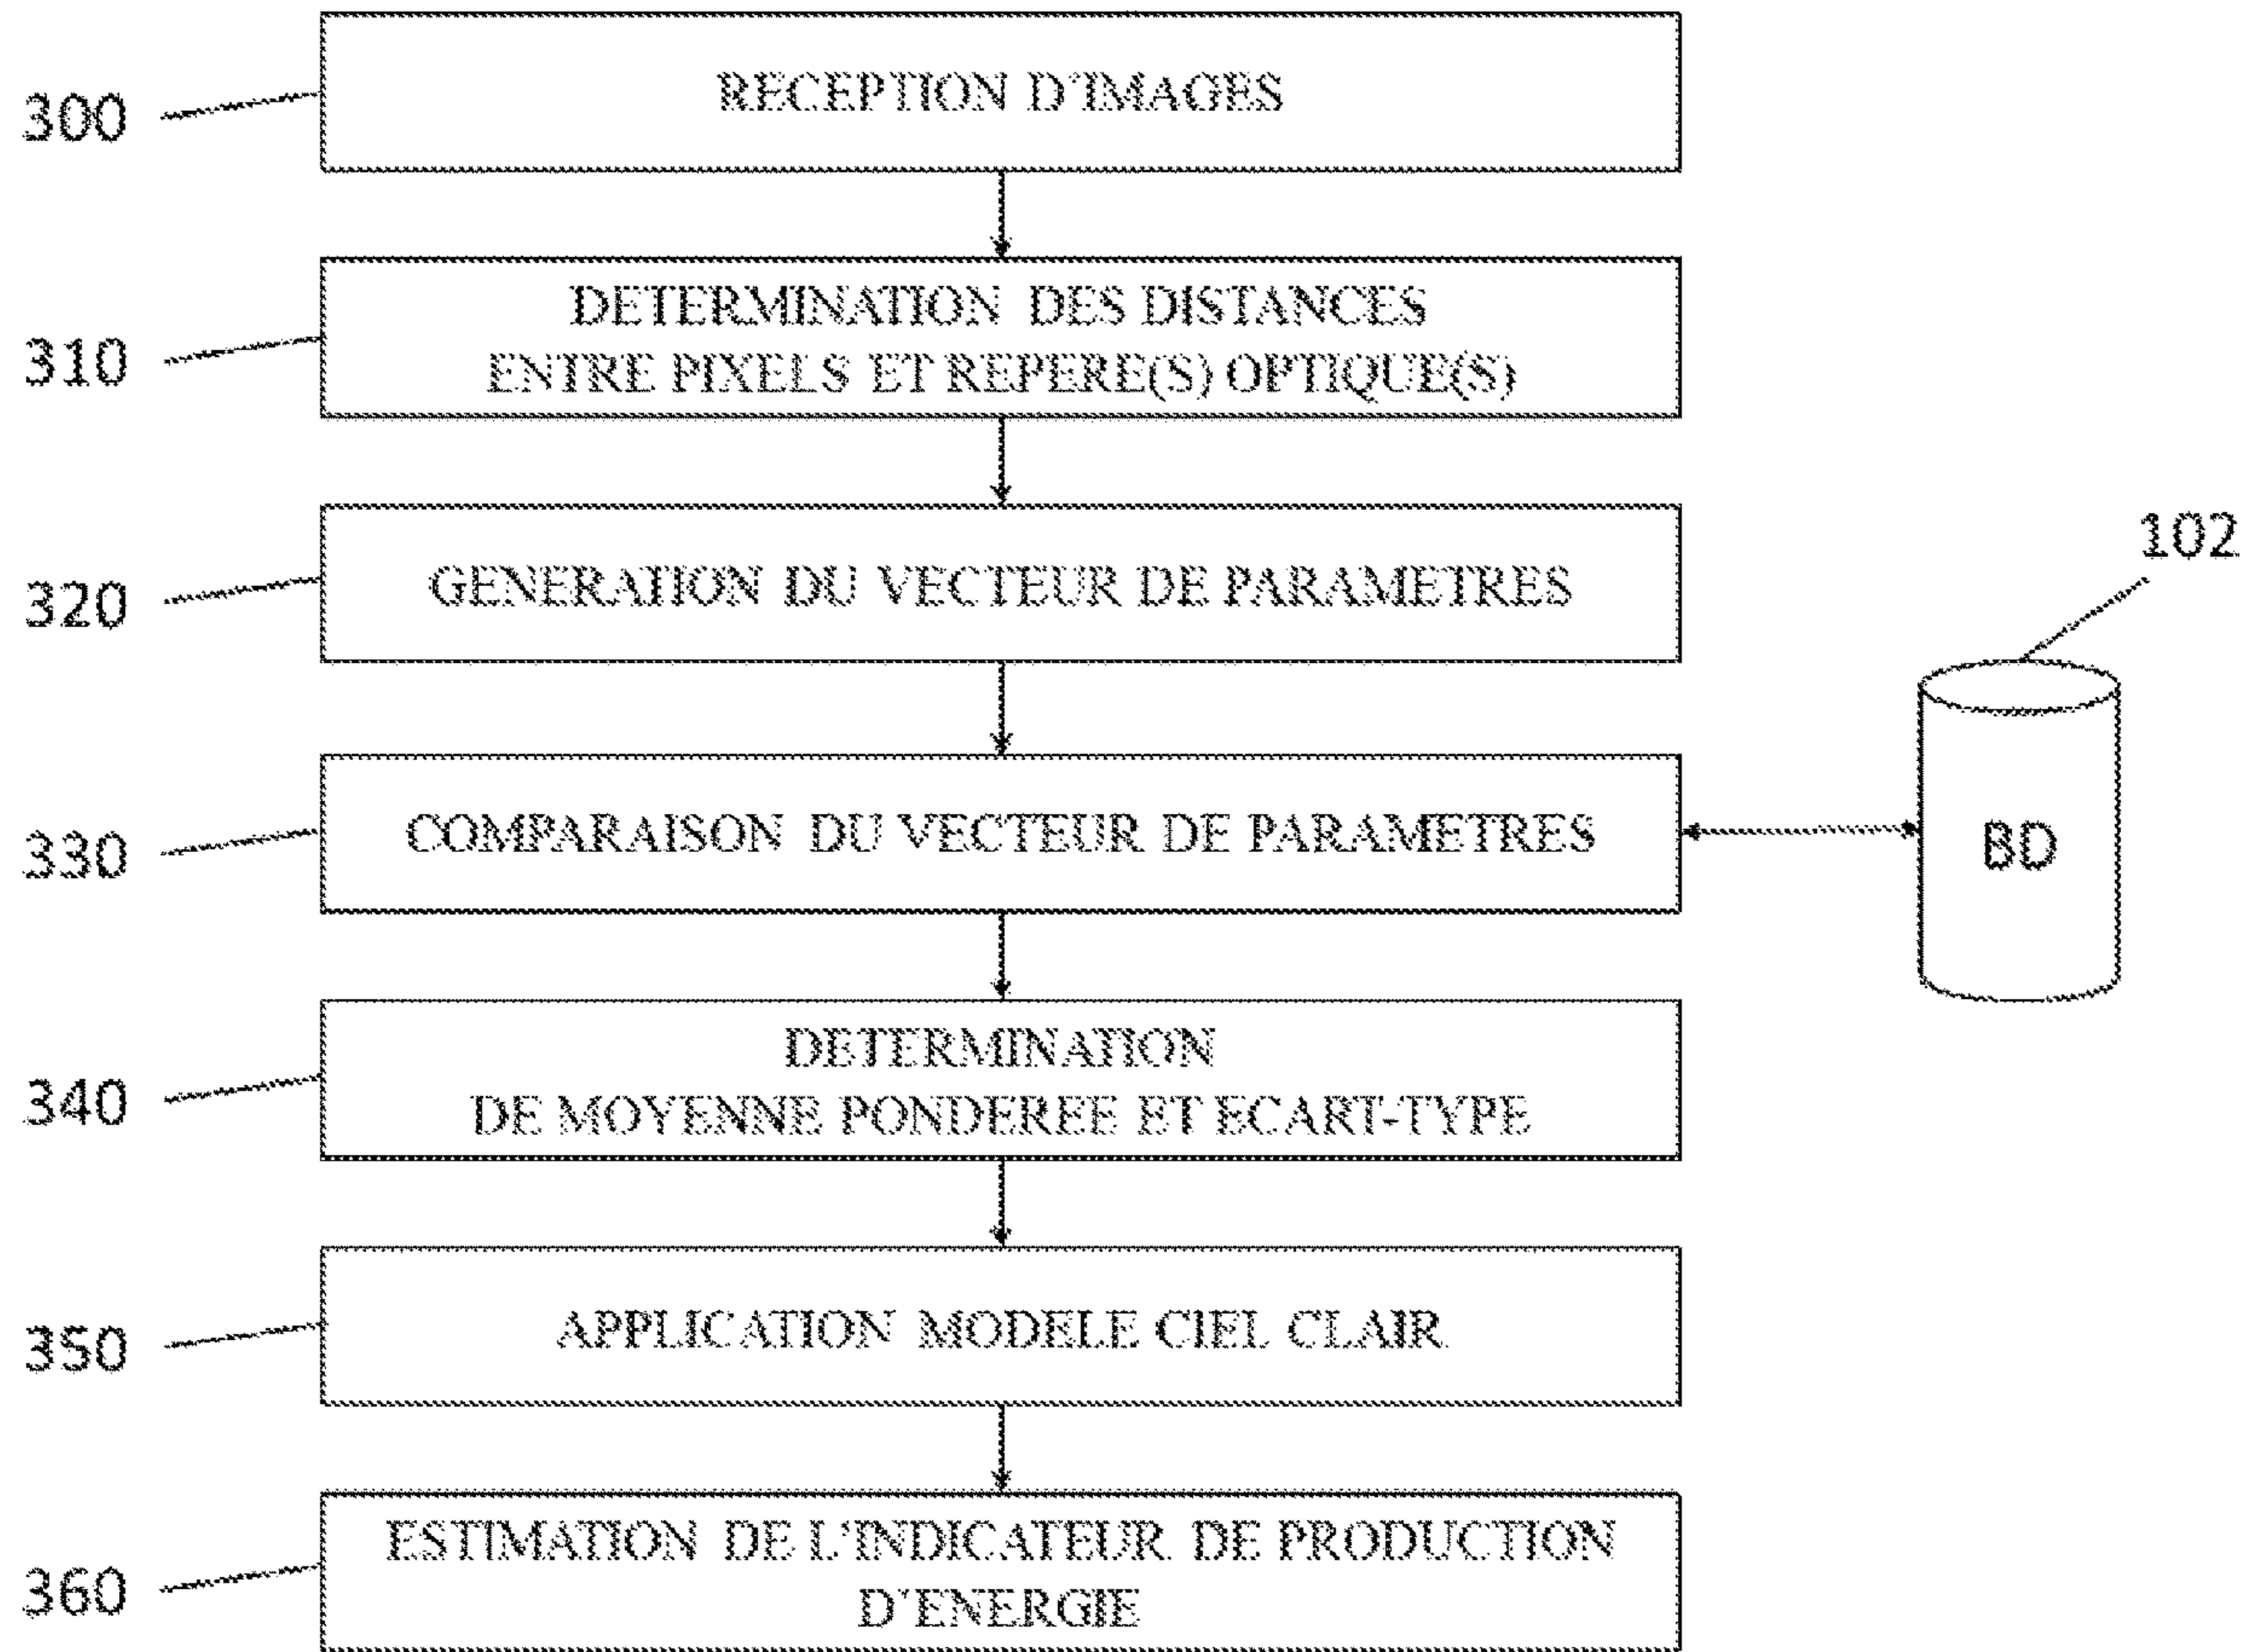 300
RECEPTION D'IMAGES
310
DETERMINATION DES DISTANCES
ENTRE PIXELS ET REPERE(S) OPTIQUE(S)
320
GENERATION DU VECTEUR DE PARAMETRES
102
330
COMPARAISON DU VECTEUR DE PARAMETRES
BD
340
DETERMINATION
DE MOYENNE PONDEREE ET ECART-TYPE
350
APPLICATION MODELE CIEL CLAIR
360
ESTIMATION DE L'INDICATEUR DE PRODUCTION
D'ENERGIE